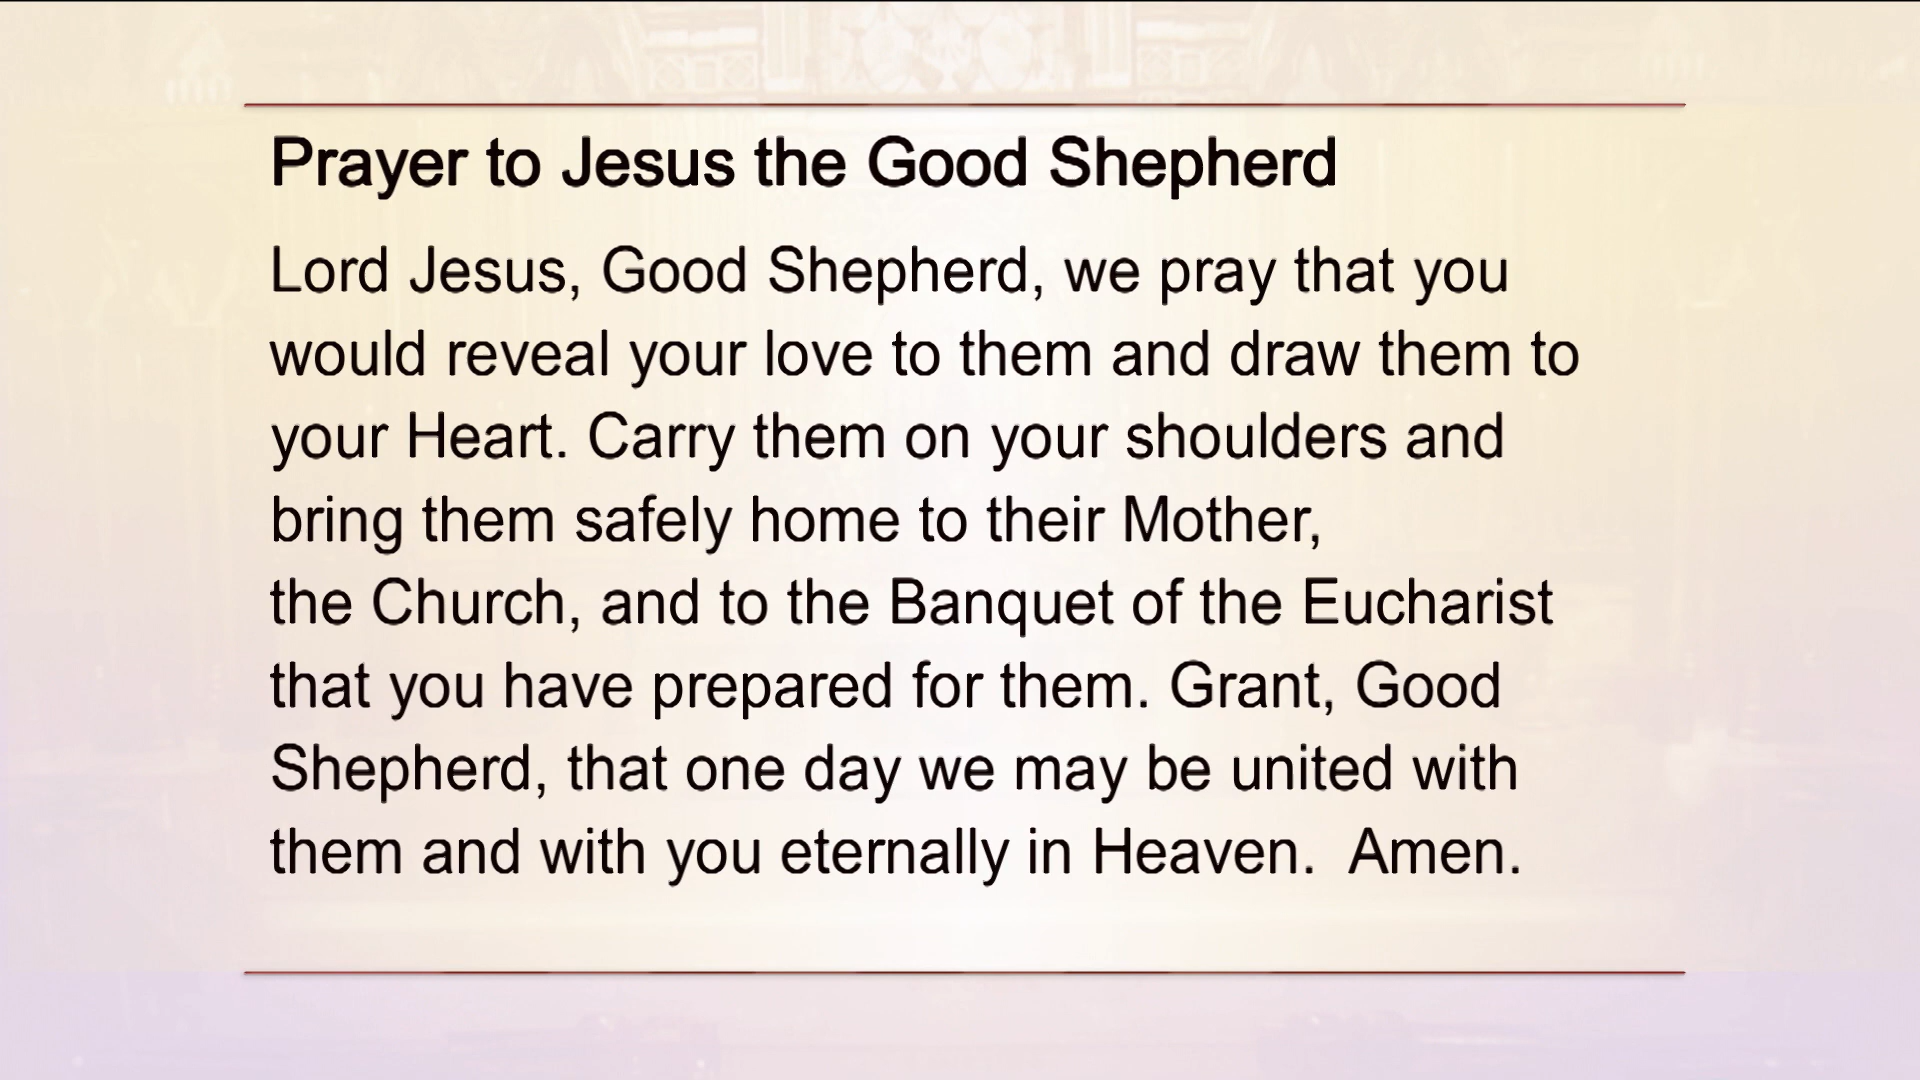 Prayer to Jesus the Good Shepherd
Lord Jesus, Good Shepherd, we pray that you
would reveal your love to them and draw them to
your Heart. Carry them on your shoulders and
bring them safely home to their Mother,
the Church, and to the Banquet of the Eucharist
that you have prepared for them. Grant, Good
Shepherd, that one day we may be united with
them and with you eternally in Heaven.  Amen.